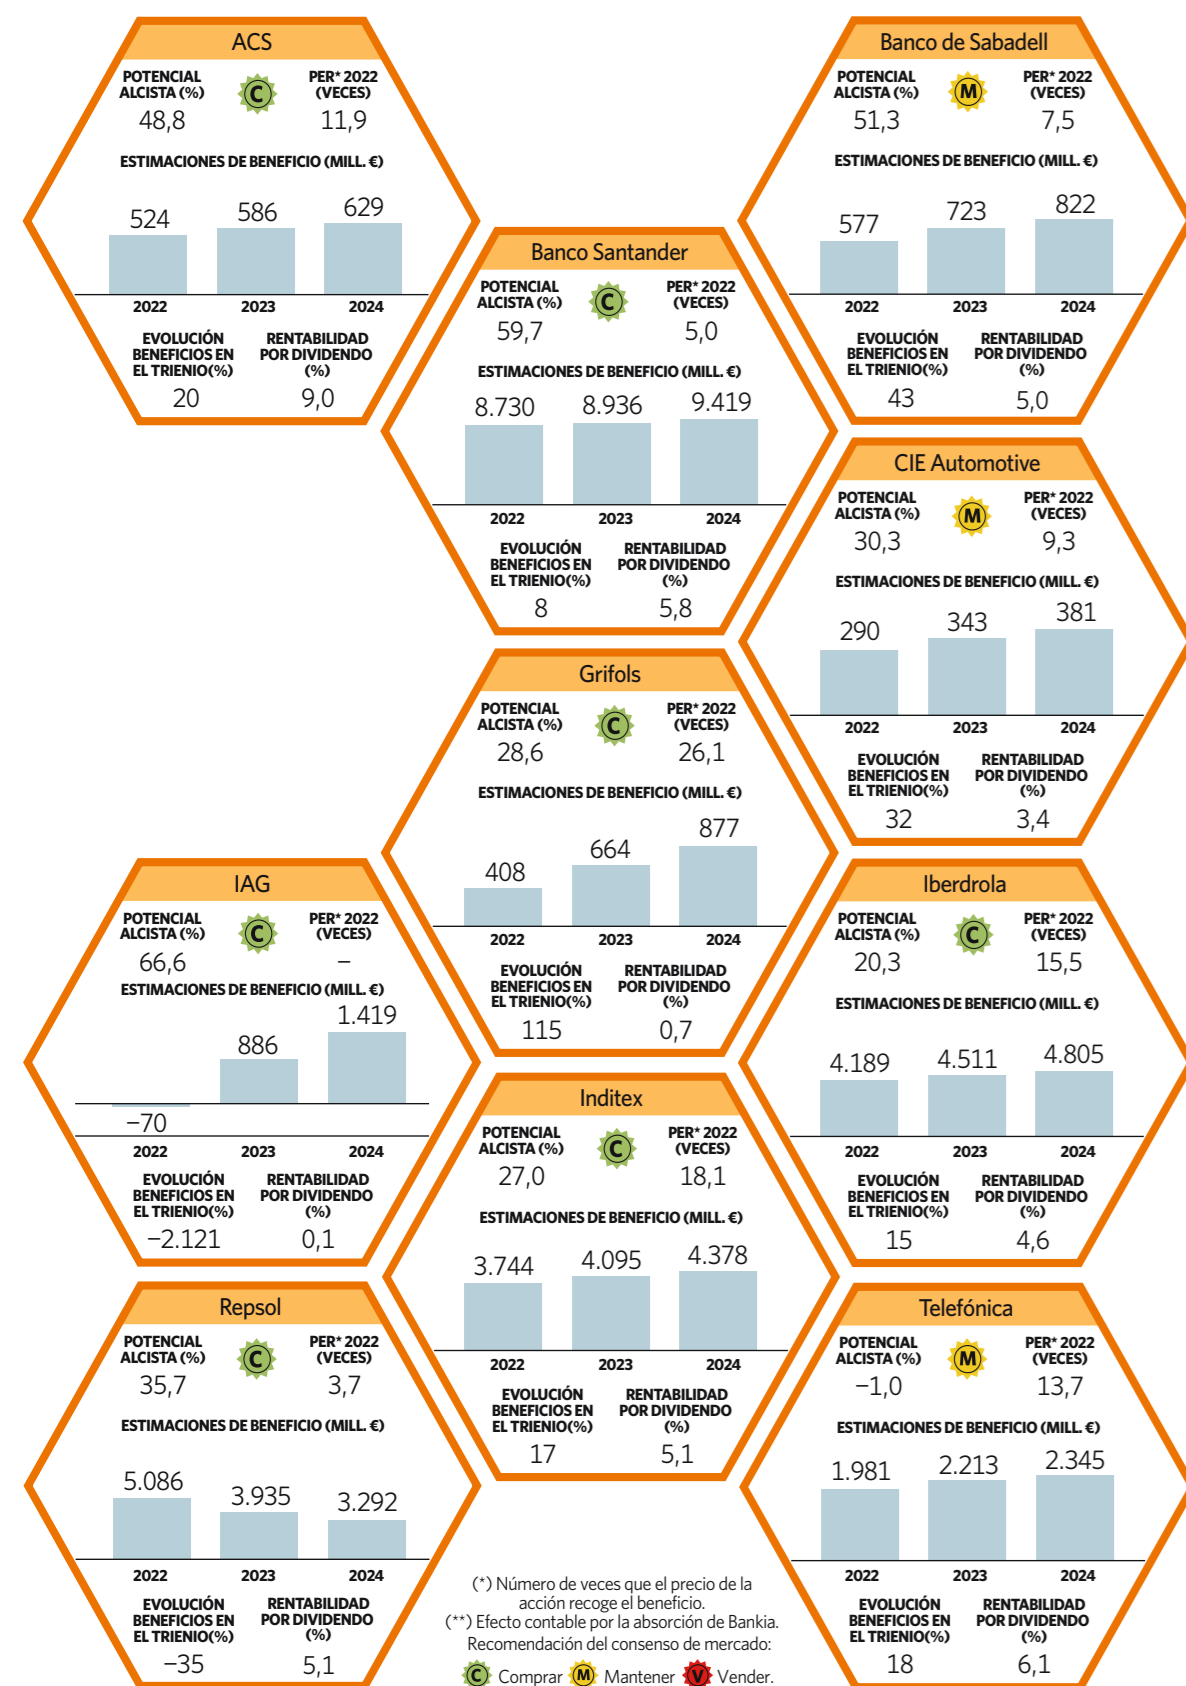 ACS
POTENCIAL
ALCISTA (%)
48,8
C
PER* 2022
(VECES)
11,9
ESTIMACIONES DE BENEFICIO (MILL. €)
524 586 629
2022 2023 2024
EVOLUCIÓN
BENEFICIOS EN
EL TRIENIO(%)
20
RENTABILIDAD
POR DIVIDENDO
(%)
9,0
Banco de Sabadell
POTENCIAL
ALCISTA (%)
51,3
M
PER* 2022
(VECES)
7,5
ESTIMACIONES DE BENEFICIO (MILL. €)
577 723 822
2022 2023 2024
EVOLUCIÓN
BENEFICIOS EN
EL TRIENIO(%)
43
RENTABILIDAD
POR DIVIDENDO
(%)
5,0
Banco Santander
POTENCIAL
ALCISTA (%)
59,7
C
PER* 2022
(VECES)
5,0
ESTIMACIONES DE BENEFICIO (MILL. €)
8.730 8.936 9.419
2022 2023 2024
EVOLUCIÓN
BENEFICIOS EN
EL TRIENIO(%)
8
RENTABILIDAD
POR DIVIDENDO
(%)
5,8
CIE Automotive
POTENCIAL
ALCISTA (%)
30,3
M
PER* 2022
(VECES)
9,3
ESTIMACIONES DE BENEFICIO (MILL. €)
290 343 381
2022 2023 2024
EVOLUCIÓN
BENEFICIOS EN
EL TRIENIO(%)
32
RENTABILIDAD
POR DIVIDENDO
(%)
3,4
Grifols
POTENCIAL
ALCISTA (%)
28,6
C
PER* 2022
(VECES)
26,1
ESTIMACIONES DE BENEFICIO (MILL. €)
408 664 877
2022 2023 2024
EVOLUCIÓN
BENEFICIOS EN
EL TRIENIO(%)
115
RENTABILIDAD
POR DIVIDENDO
(%)
0,7
IAG
POTENCIAL
ALCISTA (%)
66,6
C
PER* 2022
(VECES)
–
ESTIMACIONES DE BENEFICIO (MILL. €)
−70 886 1.419
2022 2023 2024
EVOLUCIÓN
BENEFICIOS EN
EL TRIENIO(%)
−2.121
RENTABILIDAD
POR DIVIDENDO
(%)
0,1
Iberdrola
POTENCIAL
ALCISTA (%)
20,3
C
PER* 2022
(VECES)
15,5
ESTIMACIONES DE BENEFICIO (MILL. €)
4.189 4.511 4.805
2022 2023 2024
EVOLUCIÓN
BENEFICIOS EN
EL TRIENIO(%)
15
RENTABILIDAD
POR DIVIDENDO
(%)
4,6
Inditex
POTENCIAL
ALCISTA (%)
27,0
C
PER* 2022
(VECES)
18,1
ESTIMACIONES DE BENEFICIO (MILL. €)
3.744 4.095 4.378
2022 2023 2024
EVOLUCIÓN
BENEFICIOS EN
EL TRIENIO(%)
17
RENTABILIDAD
POR DIVIDENDO
(%)
5,1
Repsol
POTENCIAL
ALCISTA (%)
35,7
C
PER* 2022
(VECES)
3,7
ESTIMACIONES DE BENEFICIO (MILL. €)
5.086 3.935 3.292
2022 2023 2024
EVOLUCIÓN
BENEFICIOS EN
EL TRIENIO(%)
−35
RENTABILIDAD
POR DIVIDENDO
(%)
5,1
Telefónica
POTENCIAL
ALCISTA (%)
−1,0
M
PER* 2022
(VECES)
13,7
ESTIMACIONES DE BENEFICIO (MILL. €)
1.981 2.213 2.345
2022 2023 2024
EVOLUCIÓN
BENEFICIOS EN
EL TRIENIO(%)
18
RENTABILIDAD
POR DIVIDENDO
(%)
6,1
(*) Número de veces que el precio de la
acción recoge el beneficio.
(**) Efecto contable por la absorción de Bankia.
Recomendación del consenso de mercado:
C Comprar M Mantener V Vender.